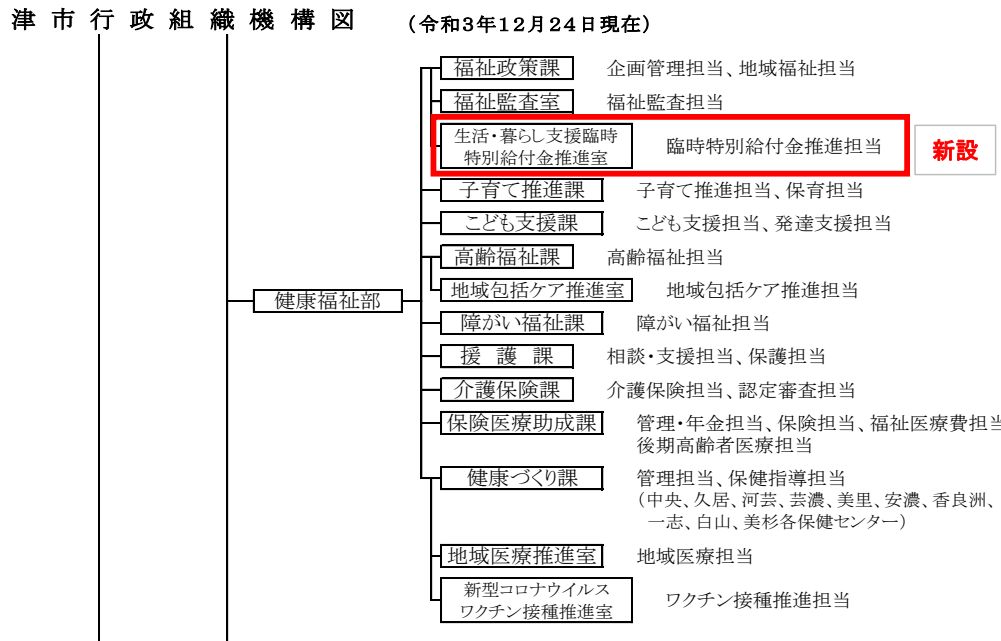 津市行政組織機構図 (令和3年12月24日現在)
福祉政策課 企画管理担当、地域福祉担当
福祉監査室 福祉監査担当
生活・暮らし支援臨時
特別給付金推進室 臨時特別給付金推進担当 新設
子育て推進課 子育て推進担当、保育担当
こども支援課 こども支援担当、発達支援担当
高齢福祉課 高齢福祉担当
地域包括ケア推進室 地域包括ケア推進担当
健康福祉部
障がい福祉課 障がい福祉担当
援護課 相談・支援担当、保護担当
介護保険課 介護保険担当、認定審査担当
保険医療助成課 管理・年金担当、保険担当、福祉医療費担当
後期高齢者医療担当
健康づくり課 管理担当、保健指導担当
(中央、久居、河芸、芸濃、美里、安濃、香良洲、
一志、白山、美杉各保健センター)
地域医療推進室 地域医療担当
新型コロナウイルス
ワクチン接種推進室 ワクチン接種推進担当